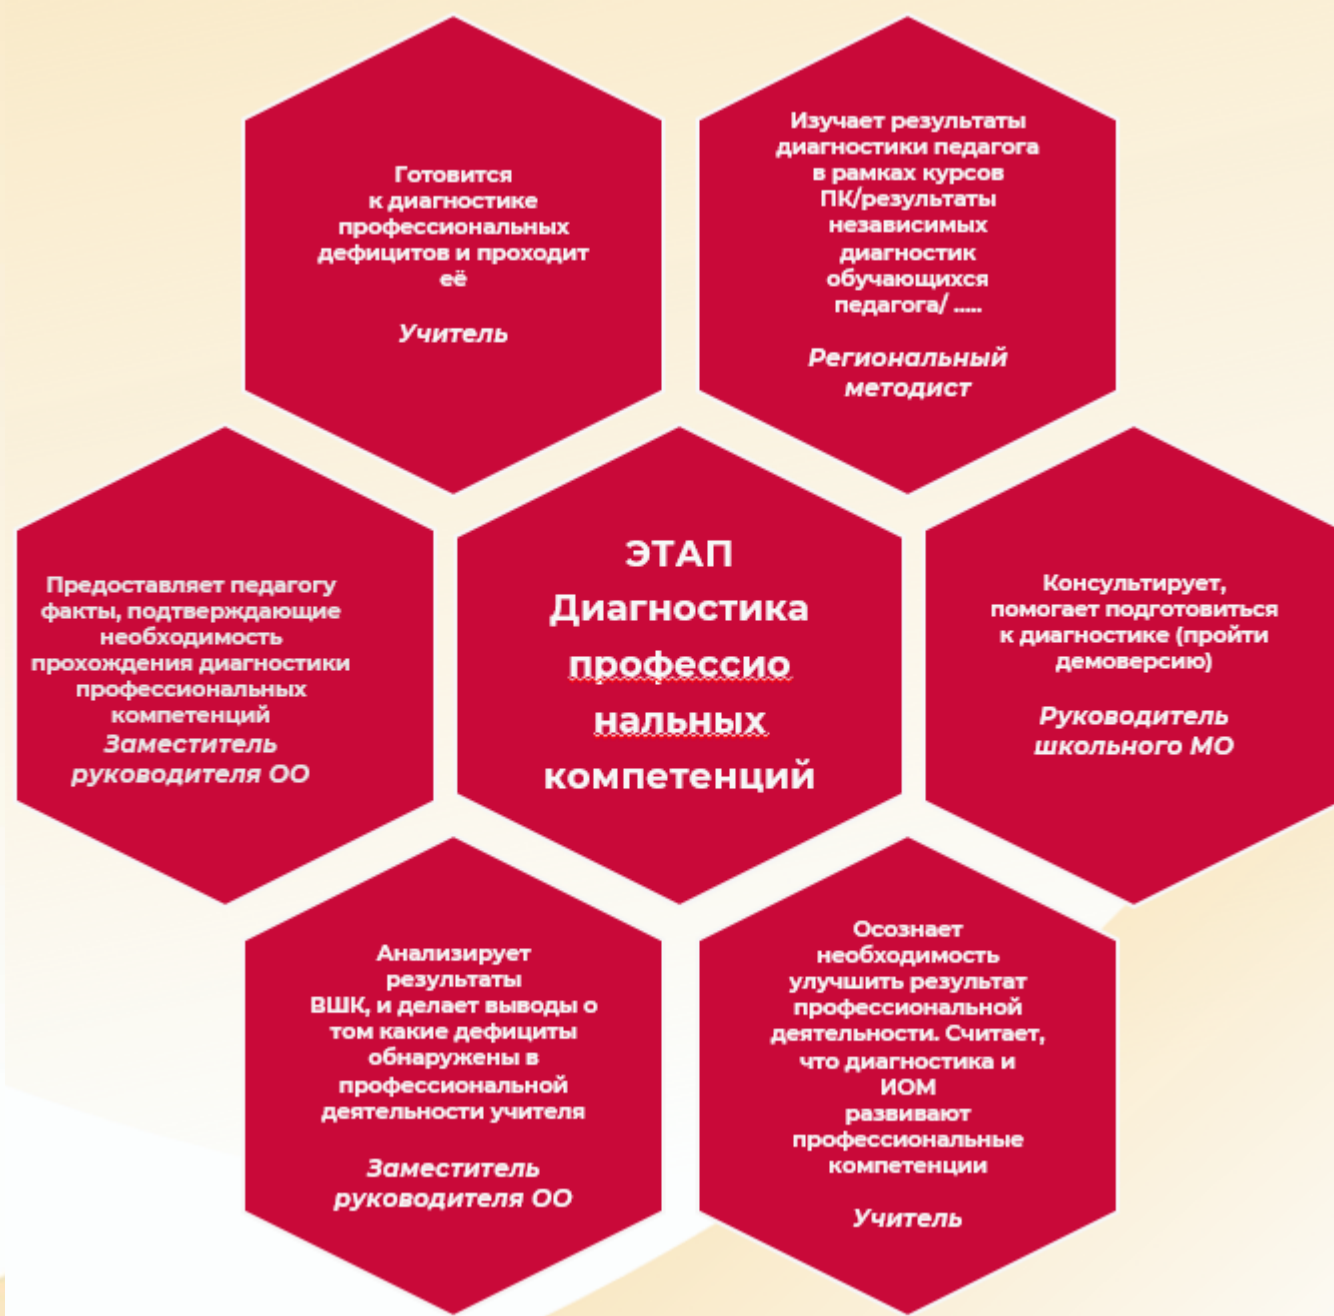 Готовится
к диагностике
профессиональных
дефицитов и проходит
её
Учитель
Изучает результаты
диагностики педагога
в рамках курсов
ПК/результаты
независимых
диагностик
обучающихся
педагога/ .....
Региональный
методист
Предоставляет педагогу
факты, подтверждающие
необходимость
прохождения диагностики
профессиональных
компетенций
Заместитель
руководителя ОО
ЭТАП
Диагностика
профессио
нальных
компетенций
Консультирует,
помогает подготовиться
к диагностике (пройти
демоверсию)
Руководитель
школьного МО
Анализирует
результаты
ВШК, и делает выводы о
том какие дефициты
обнаружены в
профессиональной
деятельности учителя
Заместитель
руководителя ОО
Осознает
необходимость
улучшить результат
профессиональной
деятельности. Считает,
что диагностика и
ИОМ
развивают
профессиональные
компетенции
Учитель